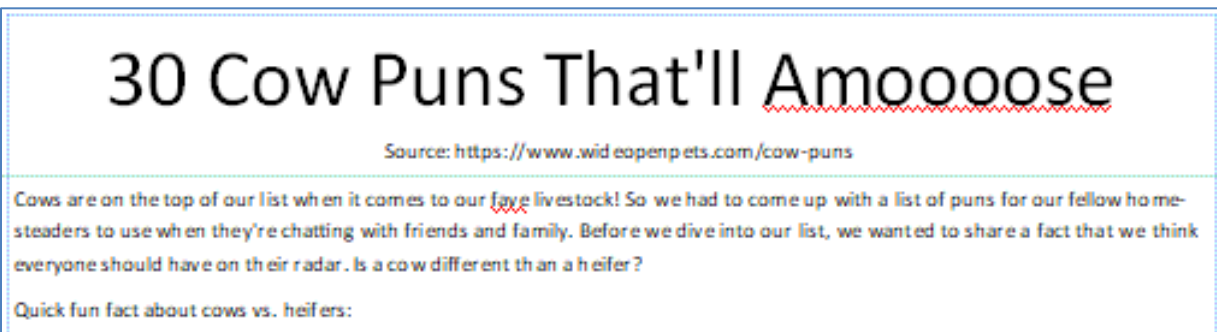 30 Cow Puns That'll Amoooose
Source: https://www.wideopenpets.com/cow-puns
Cows are on the top of our list when it comes to our fave livestock! So we had to come up with a list of puns for our fellow home-
steaders to use when they're chatting with friends and family. Before we dive into our list, we wanted to share a fact that we think
everyone should have on their radar. Is a cow different than a heifer?
Quick fun fact about cows vs. heifers: